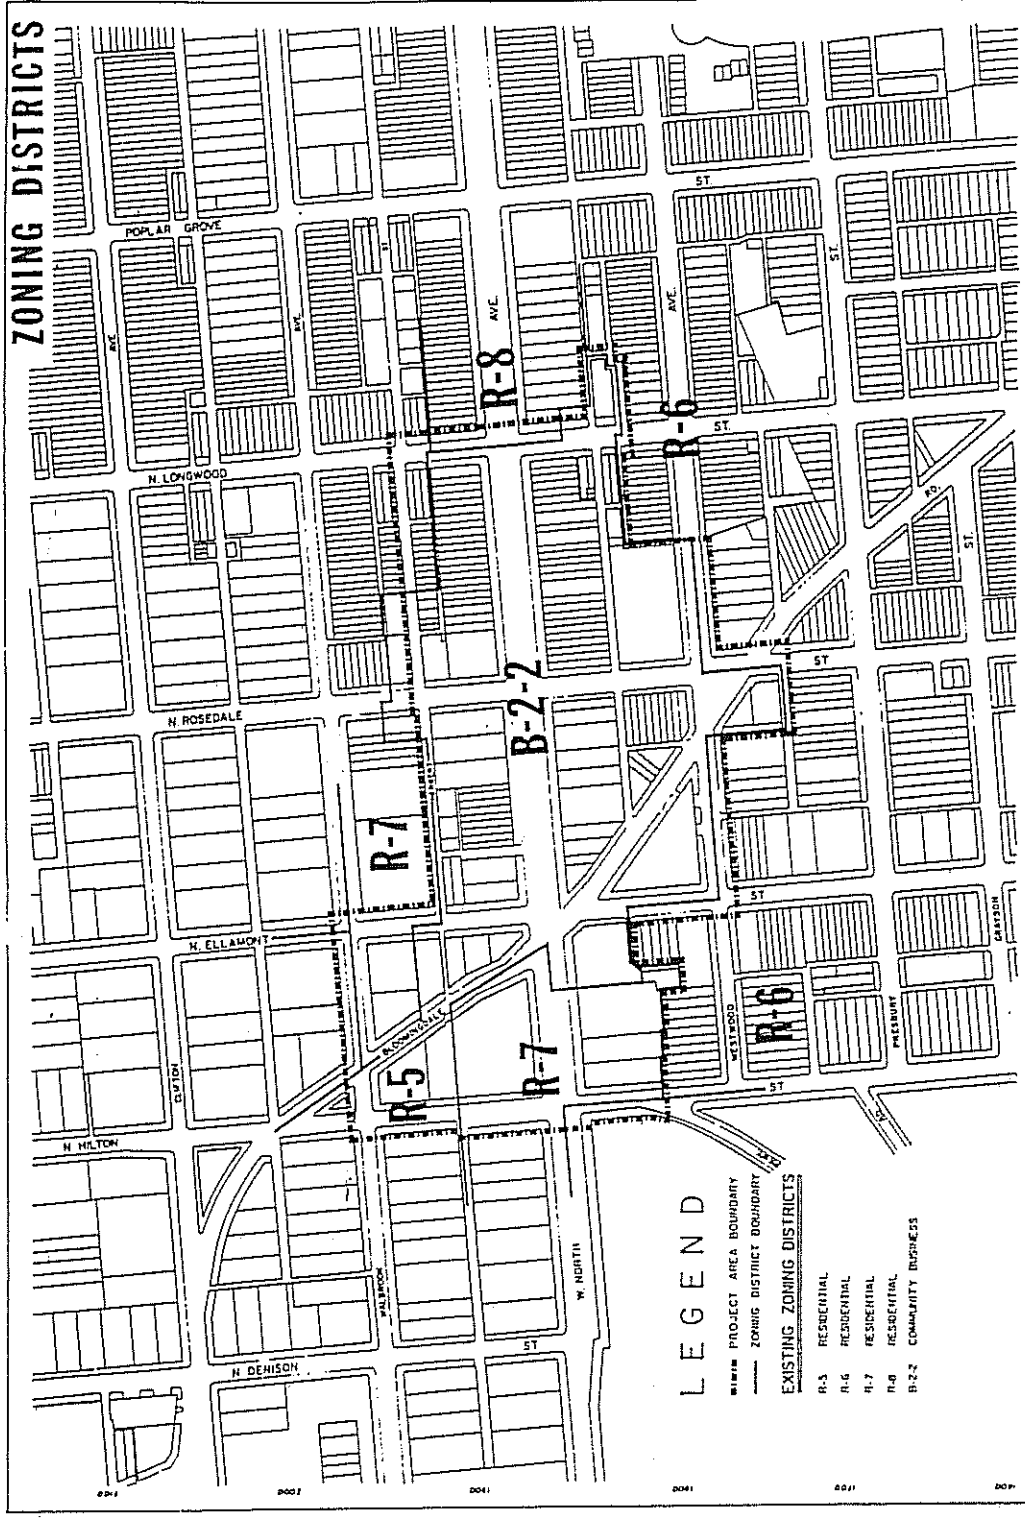 ZONING DISTRICTS
POPLAR GROVE
ST.
AVE.
AVE.
AVE.
AVE.
ST.
ST.
N. LONGWOOD
ST.
RD.
ST.
N. ROSEDALE
ST
N. ELLAMONT
ST
GRAYSON
BLOOMINGDALE
CLIFTON
WESTWOOD
PRESBURY
N HILTON
ST
RD.
WALBROOK
W. NORTH
N DENISON
ST
R-8
R-6
B-2-2
R-7
R-5
R-7
R-6
LEGEND
PROJECT AREA BOUNDARY
ZONING DISTRICT BOUNDARY
EXISTING ZONING DISTRICTS
R-5 RESIDENTIAL
R-6 RESIDENTIAL
R-7 RESIDENTIAL
R-8 RESIDENTIAL
B-2-2 COMMUNITY BUSINESS